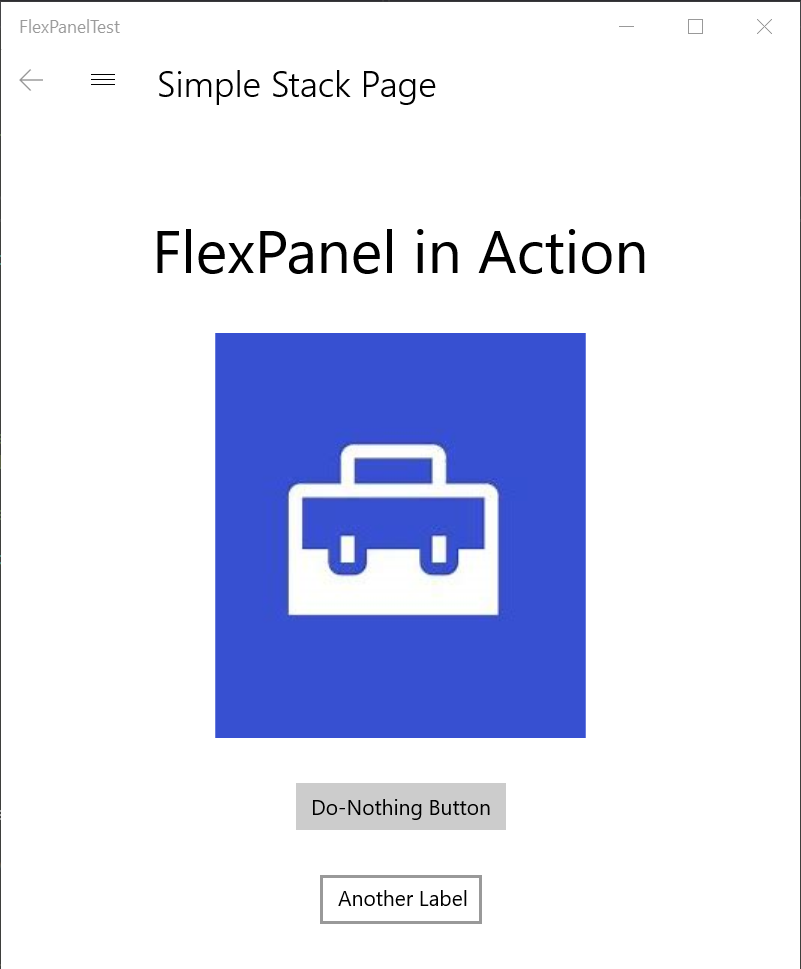 FlexPanelTest
Simple Stack Page
FlexPanel in Action
Do-Nothing Button
Another Label